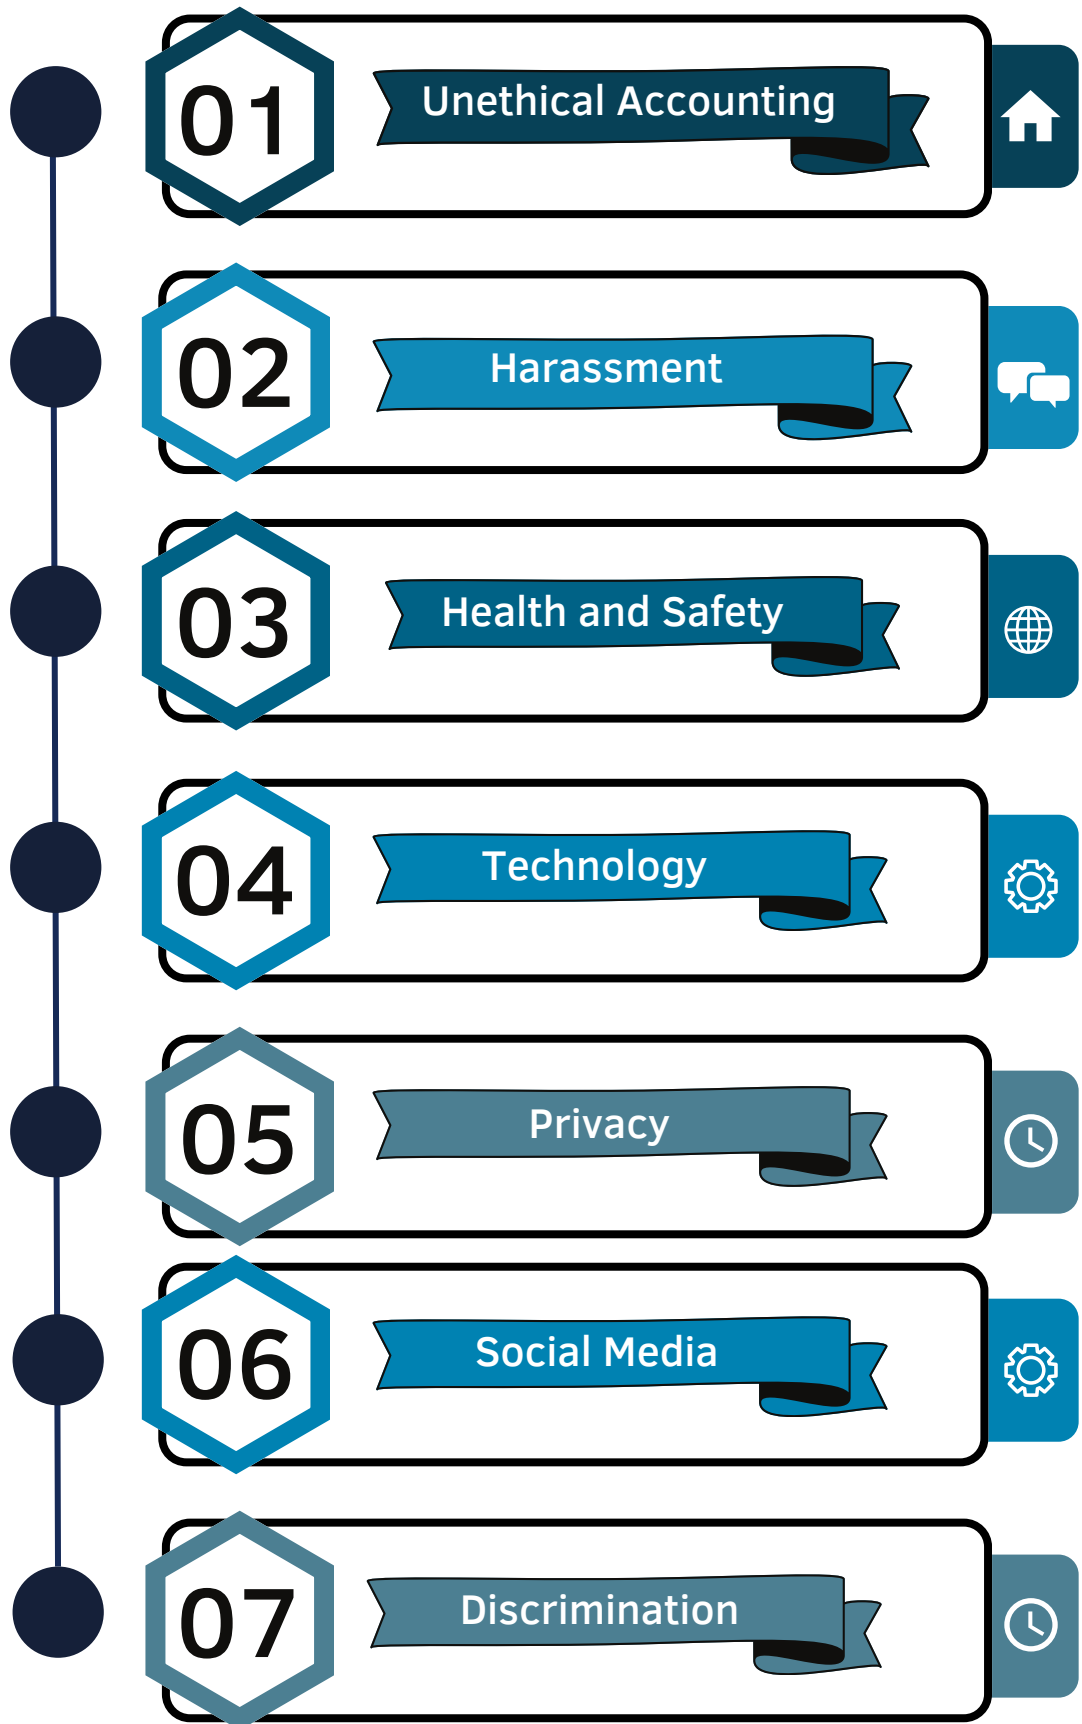 01
Unethical Accounting
02
Harassment
03
Health and Safety
04
Technology
05
Privacy
06
Social Media
07
Discrimination